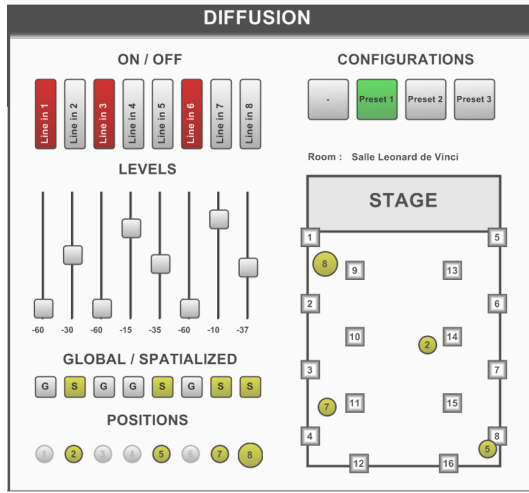 DIFFUSION
ON / OFF
Line in 1 Line in 2 Line in 3 Line in 4 Line in 5 Line in 6 Line in 7 Line in 8
LEVELS
-60 -30 -60 -15 -35 -60 -10 -37
GLOBAL / SPATIALIZED
G S G G S G S S
POSITIONS
1 2 3 4 5 6 7 8
CONFIGURATIONS
- Preset 1 Preset 2 Preset 3
Room : Salle Leonard de Vinci
STAGE
1 5
8 9 13
2 6
10 2 14
3 7
7 11 15
4 8
5
12 16